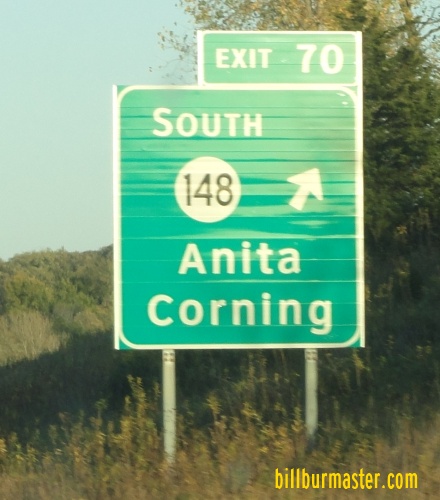 EXIT 70
SOUTH
148
Anita
Corning
billburmaster.com